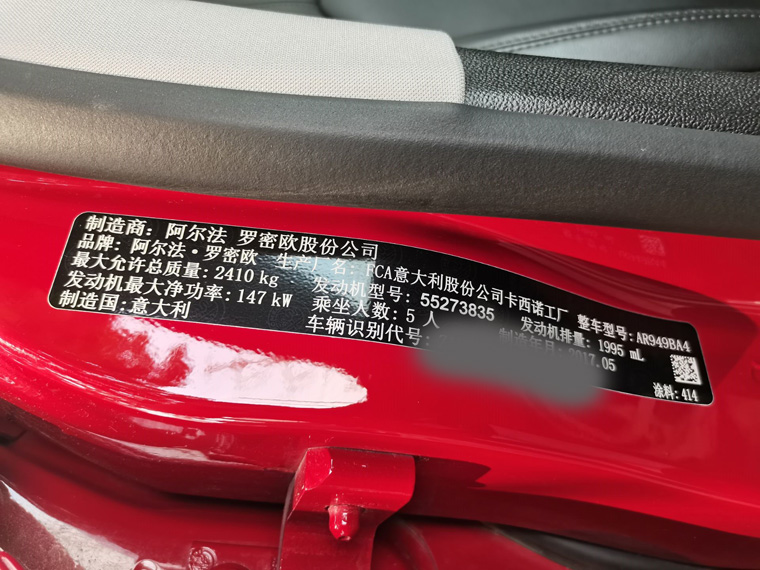 制造商: 阿尔法 罗密欧股份公司
品牌: 阿尔法·罗密欧 生产厂名: FCA意大利股份公司卡西诺工厂 整车型号: AR949BA4
最大允许总质量: 2410 kg 发动机型号: 55273835 发动机排量: 1995 mL
发动机最大净功率: 147 kW 乘坐人数: 5 人 制造年月: 2017.05
制造国: 意大利 车辆识别代号:
涂料: 414